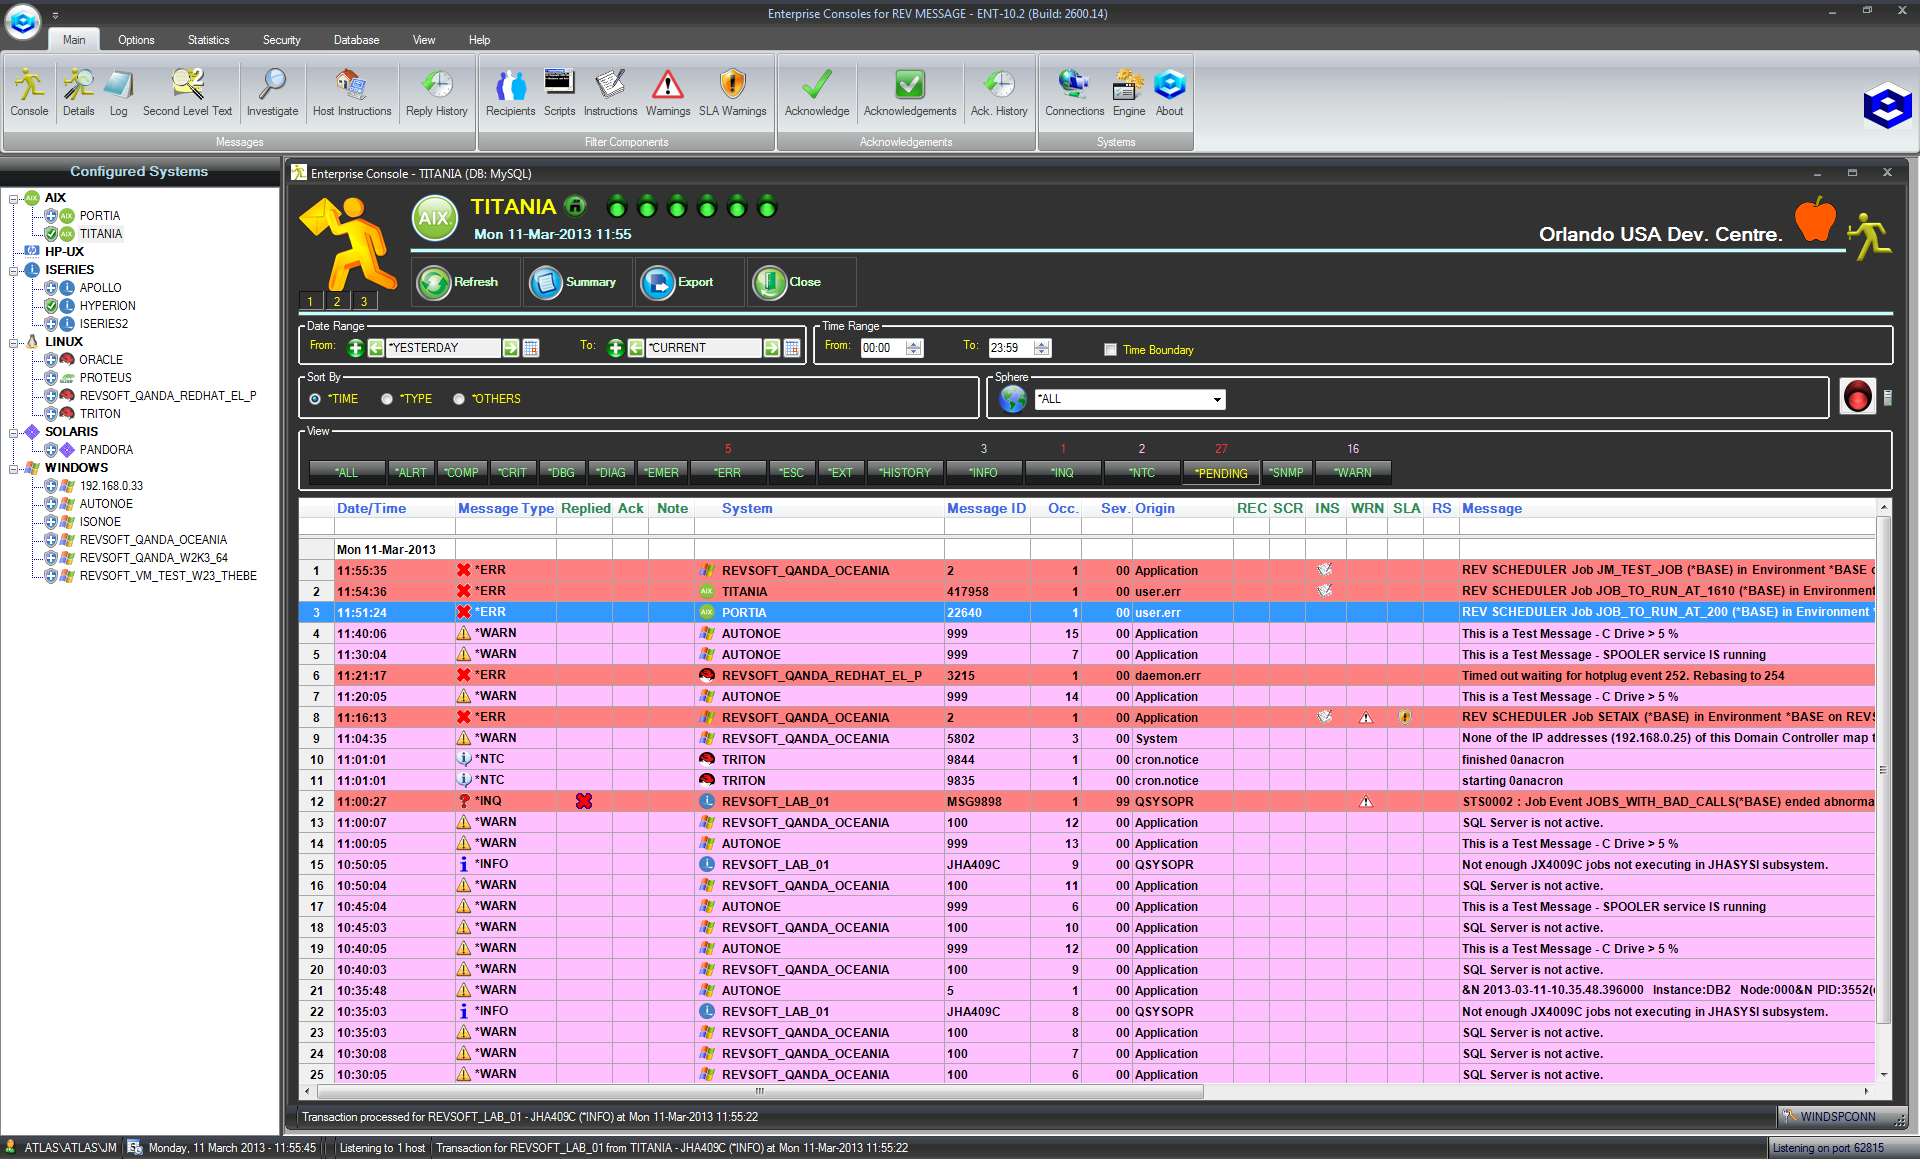 Enterprise Consoles for REV MESSAGE - ENT-10.2 (Build: 2600.14)
Main Options Statistics Security Database View Help
Console Details Log Second Level Text Investigate Host Instructions Reply History Recipients Scripts Instructions Warnings SLA Warnings Acknowledge Acknowledgements Ack. History Connections Engine About
Messages Filter Components Acknowledgements Systems
Configured Systems
AIX
PORTIA
TITANIA
HP-UX
ISERIES
APOLLO
HYPERION
ISERIES2
LINUX
ORACLE
PROTEUS
REVSOFT_QANDA_REDHAT_EL_P
TRITON
SOLARIS
PANDORA
WINDOWS
192.168.0.33
AUTONOE
ISONOE
REVSOFT_QANDA_OCEANIA
REVSOFT_QANDA_W2K3_64
REVSOFT_VM_TEST_W23_THEBE
Enterprise Console - TITANIA (DB: MySQL)
AIX TITANIA
Mon 11-Mar-2013 11:55
Orlando USA Dev. Centre.
Refresh Summary Export Close
1 2 3
Date Range
From: *YESTERDAY To: *CURRENT
Time Range
From: 00:00 To: 23:59 Time Boundary
Sort By
*TIME *TYPE *OTHERS
Sphere
*ALL
View
5 3 1 2 27 16
*ALL *ALRT *COMP *CRIT *DBG *DIAG *EMER *ERR *ESC *EXT *HISTORY *INFO *INQ *NTC *PENDING *SNMP *WARN
Date/Time Message Type Replied Ack Note System Message ID Occ. Sev. Origin REC SCR INS WRN SLA RS Message
Mon 11-Mar-2013
1 11:55:35 *ERR REVSOFT_QANDA_OCEANIA 2 1 00 Application REV SCHEDULER Job JM_TEST_JOB (*BASE) in Environment *BASE
2 11:54:36 *ERR TITANIA 417958 1 00 user.err REV SCHEDULER Job JOB_TO_RUN_AT_1610 (*BASE) in Environment
3 11:51:24 *ERR PORTIA 22640 1 00 user.err REV SCHEDULER Job JOB_TO_RUN_AT_200 (*BASE) in Environment *
4 11:40:06 *WARN AUTONOE 999 15 00 Application This is a Test Message - C Drive > 5 %
5 11:30:04 *WARN AUTONOE 999 7 00 Application This is a Test Message - SPOOLER service IS running
6 11:21:17 *ERR REVSOFT_QANDA_REDHAT_EL_P 3215 1 00 daemon.err Timed out waiting for hotplug event 252. Rebasing to 254
7 11:20:05 *WARN AUTONOE 999 14 00 Application This is a Test Message - C Drive > 5 %
8 11:16:13 *ERR REVSOFT_QANDA_OCEANIA 2 1 00 Application REV SCHEDULER Job SETAIX (*BASE) in Environment *BASE on REVS
9 11:04:35 *WARN REVSOFT_QANDA_OCEANIA 5802 3 00 System None of the IP addresses (192.168.0.25) of this Domain Controller map t
10 11:01:01 *NTC TRITON 9844 1 00 cron.notice finished 0anacron
11 11:01:01 *NTC TRITON 9835 1 00 cron.notice starting 0anacron
12 11:00:27 *INQ REVSOFT_LAB_01 MSG9898 1 99 QSYSOPR STS0002 : Job Event JOBS_WITH_BAD_CALLS(*BASE) ended abnorma
13 11:00:07 *WARN REVSOFT_QANDA_OCEANIA 100 12 00 Application SQL Server is not active.
14 11:00:05 *WARN AUTONOE 999 13 00 Application This is a Test Message - C Drive > 5 %
15 10:50:05 *INFO REVSOFT_LAB_01 JHA409C 9 00 QSYSOPR Not enough JX4009C jobs not executing in JHASYSI subsystem.
16 10:50:04 *WARN REVSOFT_QANDA_OCEANIA 100 11 00 Application SQL Server is not active.
17 10:45:04 *WARN AUTONOE 999 6 00 Application This is a Test Message - SPOOLER service IS running
18 10:45:03 *WARN REVSOFT_QANDA_OCEANIA 100 10 00 Application SQL Server is not active.
19 10:40:05 *WARN AUTONOE 999 12 00 Application This is a Test Message - C Drive > 5 %
20 10:40:03 *WARN REVSOFT_QANDA_OCEANIA 100 9 00 Application SQL Server is not active.
21 10:35:48 *WARN AUTONOE 5 1 00 Application &N 2013-03-11-10.35.48.396000 Instance:DB2 Node:000&N PID:3552(
22 10:35:03 *INFO REVSOFT_LAB_01 JHA409C 8 00 QSYSOPR Not enough JX4009C jobs not executing in JHASYSI subsystem.
23 10:35:03 *WARN REVSOFT_QANDA_OCEANIA 100 8 00 Application SQL Server is not active.
24 10:30:08 *WARN REVSOFT_QANDA_OCEANIA 100 7 00 Application SQL Server is not active.
25 10:30:05 *WARN REVSOFT_QANDA_OCEANIA 100 6 00 Application SQL Server is not active.
Transaction processed for REVSOFT_LAB_01 - JHA409C (*INFO) at Mon 11-Mar-2013 11:55:22
WINDSPCONN
ATLAS\ATLAS\JM Monday, 11 March 2013 - 11:55:45 Listening to 1 host Transaction for REVSOFT_LAB_01 from TITANIA - JHA409C (*INFO) at Mon 11-Mar-2013 11:55:22 Listening on port 62815